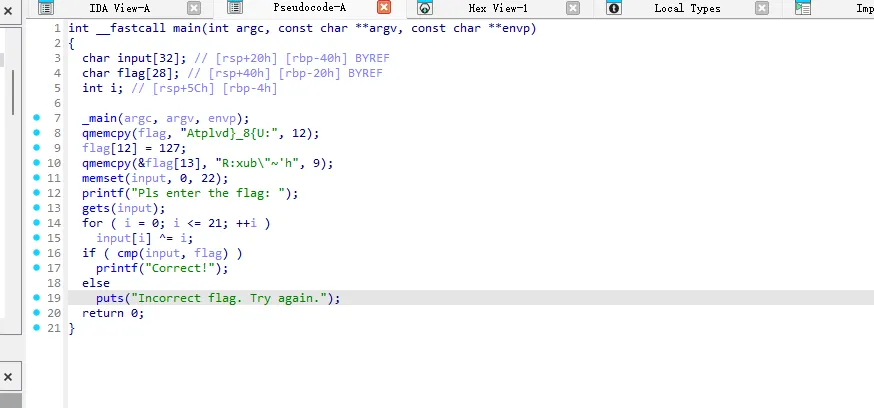 IDA View-A Pseudocode-A Hex View-1 Local Types Imp
1 int __fastcall main(int argc, const char **argv, const char **envp)
2 {
3 char input[32]; // [rsp+20h] [rbp-40h] BYREF
4 char flag[28]; // [rsp+40h] [rbp-20h] BYREF
5 int i; // [rsp+5Ch] [rbp-4h]
6
7 _main(argc, argv, envp);
8 qmemcpy(flag, "Atplvd}_8{U:", 12);
9 flag[12] = 127;
10 qmemcpy(&flag[13], "R:xub\"~'h", 9);
11 memset(input, 0, 22);
12 printf("Pls enter the flag: ");
13 gets(input);
14 for ( i = 0; i <= 21; ++i )
15 input[i] ^= i;
16 if ( cmp(input, flag) )
17 printf("Correct!");
18 else
19 puts("Incorrect flag. Try again.");
20 return 0;
21 }